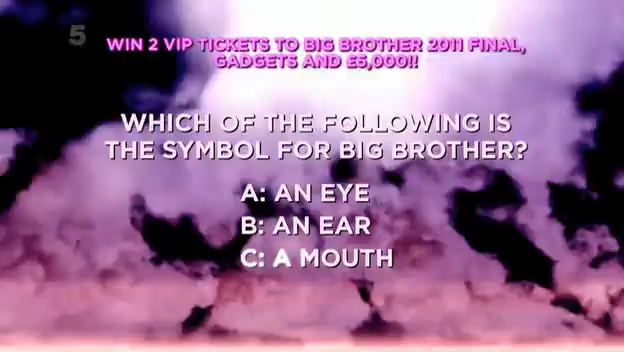 5
WIN 2 VIP TICKETS TO BIG BROTHER 2011 FINAL,
GADGETS AND £5,000!!
WHICH OF THE FOLLOWING IS
THE SYMBOL FOR BIG BROTHER?
A: AN EYE
B: AN EAR
C: A MOUTH